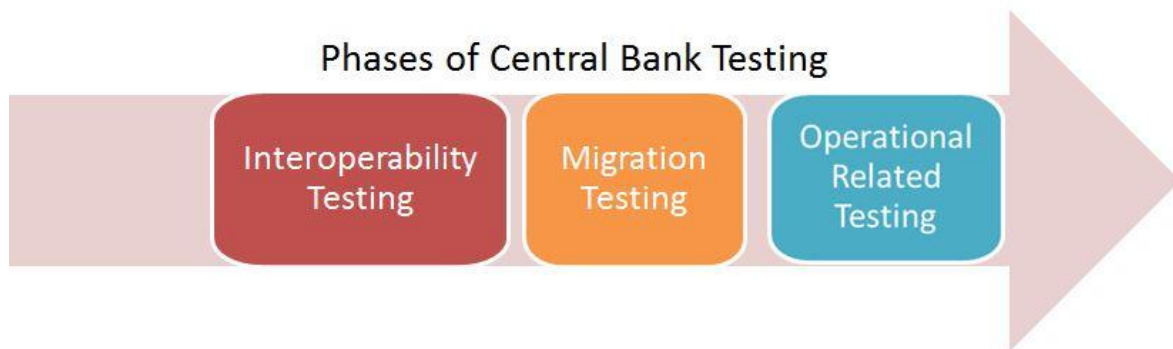 Phases of Central Bank Testing
Interoperability
Testing
Migration
Testing
Operational
Related
Testing